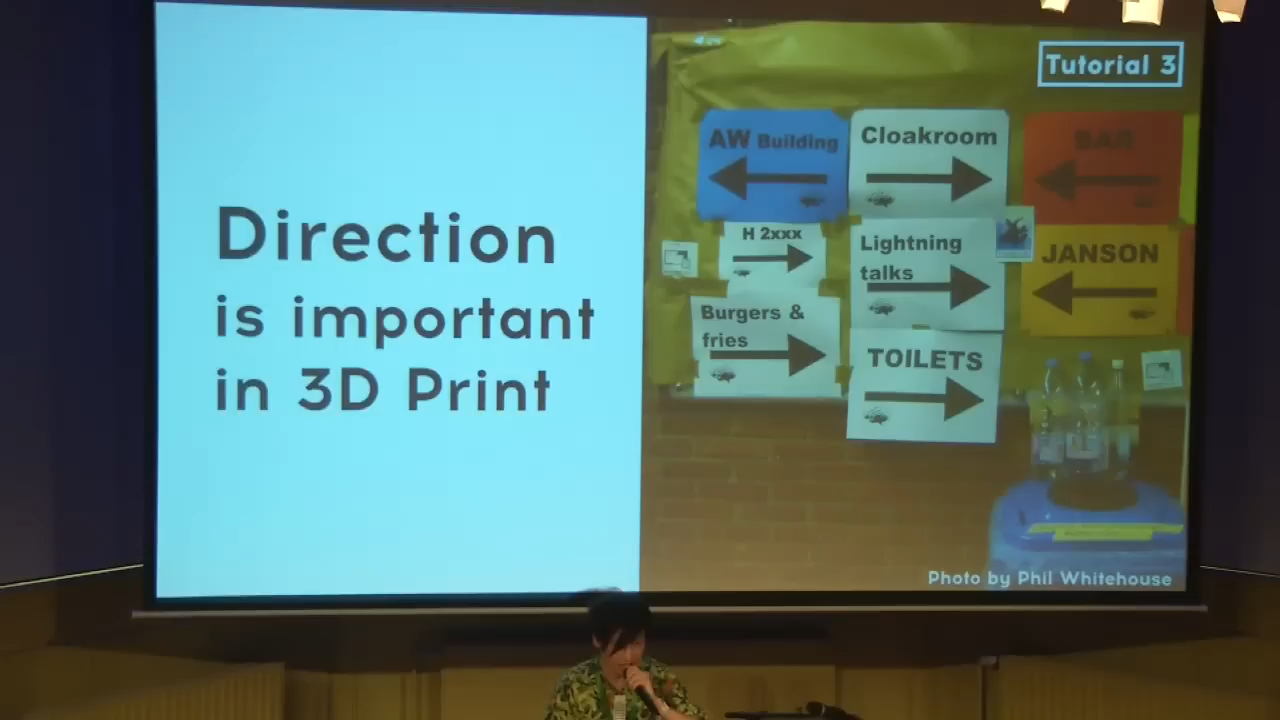 Direction
is important
in 3D Print
Tutorial 3
AW Building
Cloakroom
BAR
H 2xxx
Lightning
talks
JANSON
Burgers &
fries
TOILETS
Photo by Phil Whitehouse